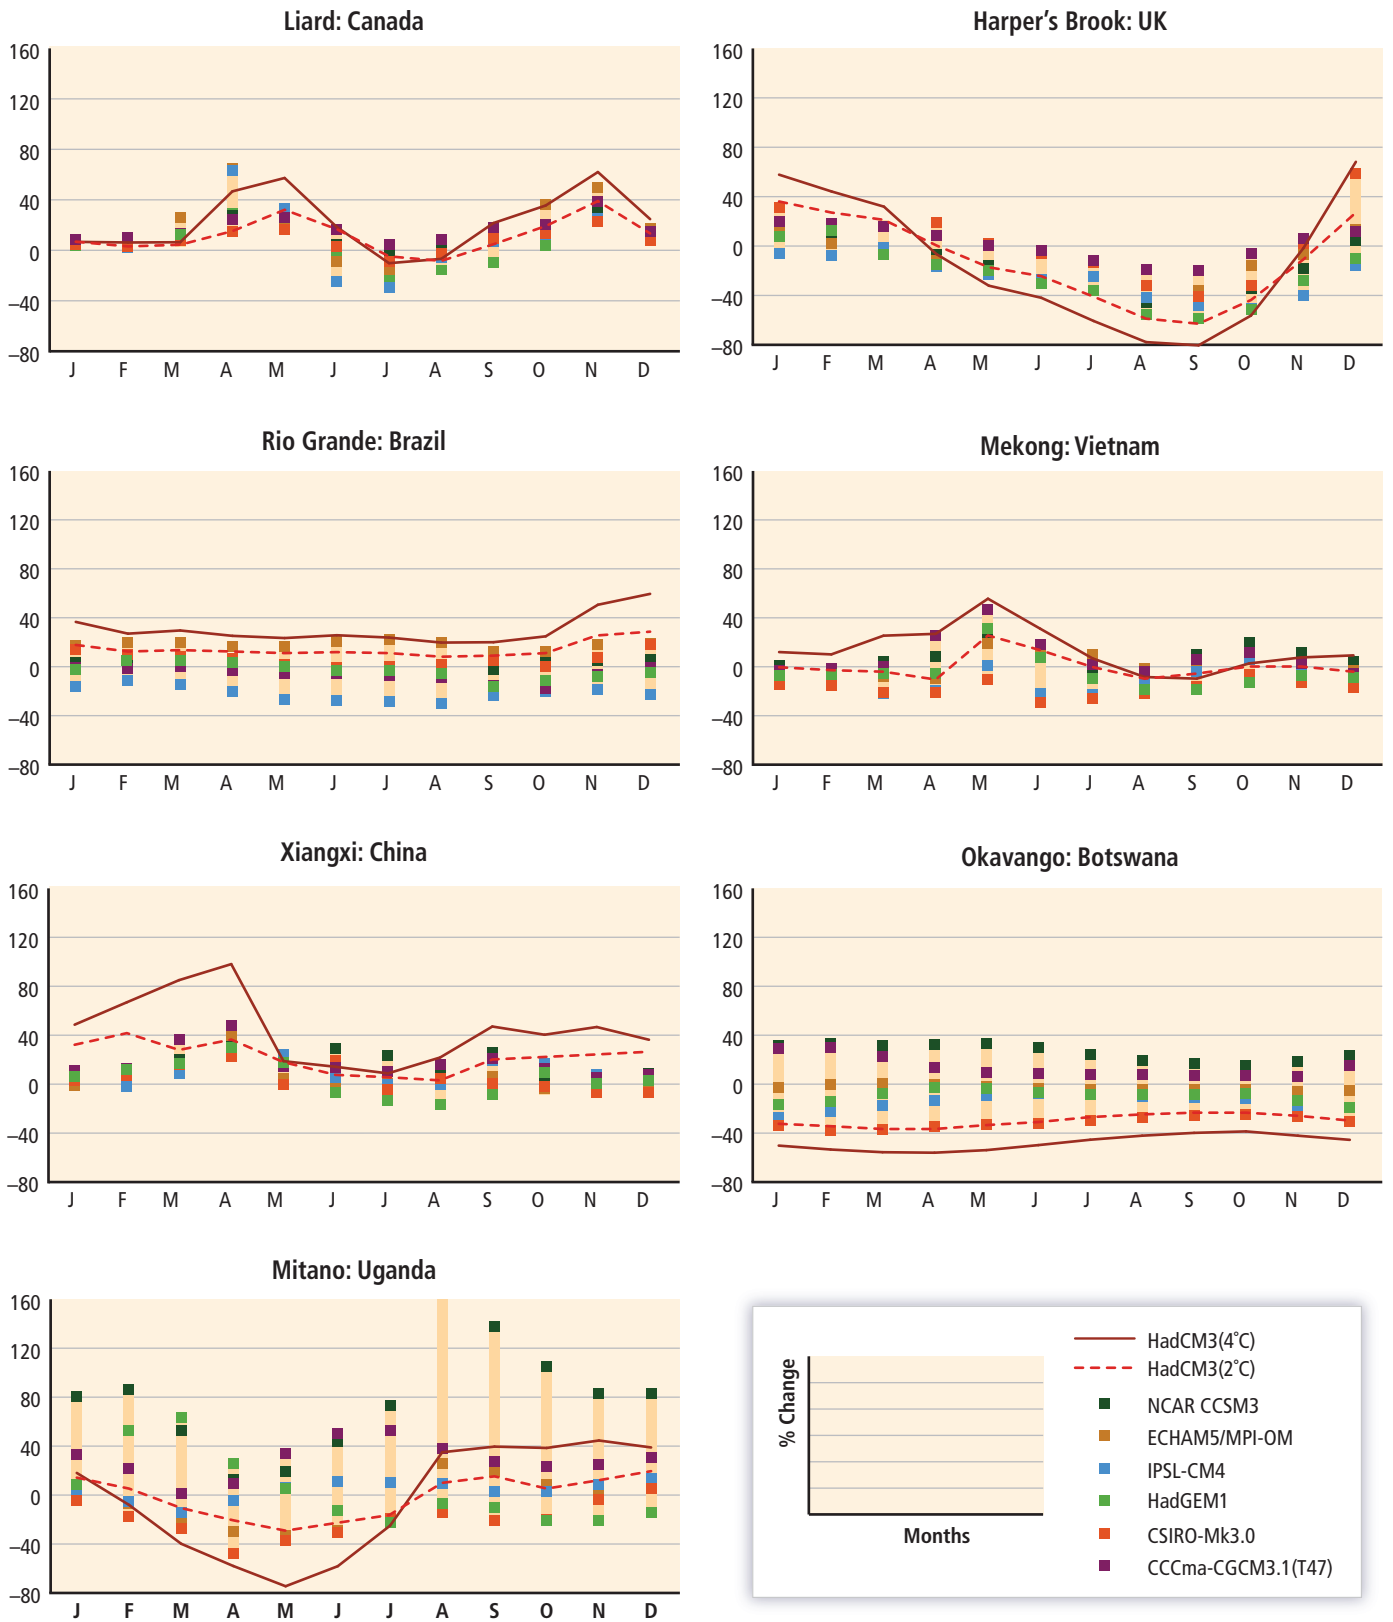 Liard: Canada
160
120
80
40
0
–40
–80
J F M A M J J A S O N D
Harper's Brook: UK
160
120
80
40
0
–40
–80
J F M A M J J A S O N D
Rio Grande: Brazil
160
120
80
40
0
–40
–80
J F M A M J J A S O N D
Mekong: Vietnam
160
120
80
40
0
–40
–80
J F M A M J J A S O N D
Xiangxi: China
160
120
80
40
0
–40
–80
J F M A M J J A S O N D
Okavango: Botswana
160
120
80
40
0
–40
–80
J F M A M J J A S O N D
Mitano: Uganda
160
120
80
40
0
–40
–80
J F M A M J J A S O N D
% Change
Months
HadCM3(4˚C)
HadCM3(2˚C)
NCAR CCSM3
ECHAM5/MPI-OM
IPSL-CM4
HadGEM1
CSIRO-Mk3.0
CCCma-CGCM3.1(T47)